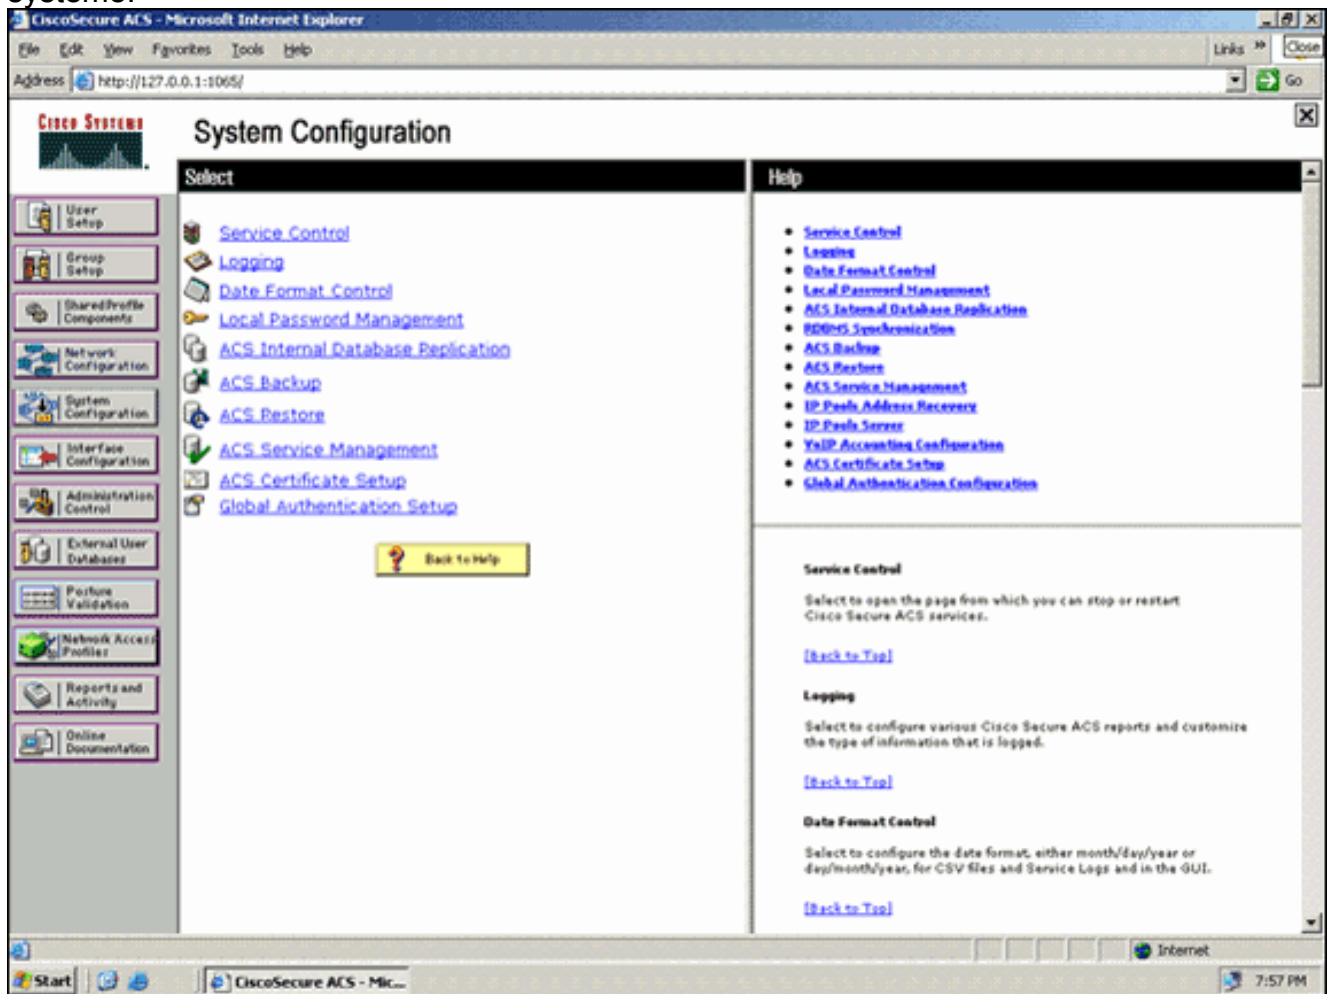 systems.
CiscoSecure ACS - Microsoft Internet Explorer
File Edit View Favorites Tools Help
Links »
Close
Address http://127.0.0.1:1065/
Go
CISCO SYSTEMS
System Configuration
Select
Help
User Setup
Group Setup
Shared Profile Components
Network Configuration
System Configuration
Interface Configuration
Administration Control
External User Databases
Posture Validation
Network Access Profiles
Reports and Activity
Online Documentation
Service Control
Logging
Date Format Control
Local Password Management
ACS Internal Database Replication
ACS Backup
ACS Restore
ACS Service Management
ACS Certificate Setup
Global Authentication Setup
Back to Help
• Service Control
• Logging
• Date Format Control
• Local Password Management
• ACS Internal Database Replication
• RDBMS Synchronization
• ACS Backup
• ACS Restore
• ACS Service Management
• IP Pools Address Recovery
• IP Pools Server
• VoIP Accounting Configuration
• ACS Certificate Setup
• Global Authentication Configuration
Service Control
Select to open the page from which you can stop or restart
Cisco Secure ACS services.
[Back to Top]
Logging
Select to configure various Cisco Secure ACS reports and customize
the type of information that is logged.
[Back to Top]
Date Format Control
Select to configure the date format, either month/day/year or
day/month/year, for CSV files and Service Logs and in the GUI.
[Back to Top]
Internet
Start
CiscoSecure ACS - Mic...
7:57 PM